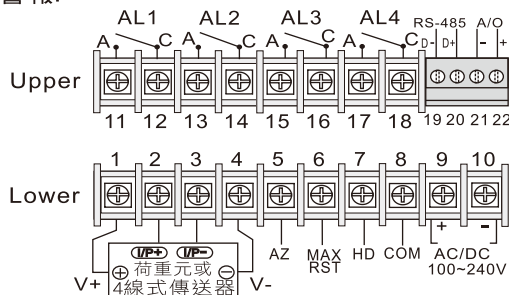 AL1 AL2 AL3 AL4 RS-485 A/O
A C A C A C A C D- D+ - +
Upper
11 12 13 14 15 16 17 18 19 20 21 22
1 2 3 4 5 6 7 8 9 10
Lower
I/P+ I/P- AZ MAX RST HD COM + -
AC/DC
100~240V
V+ 荷重元或 V-
4線式傳送器